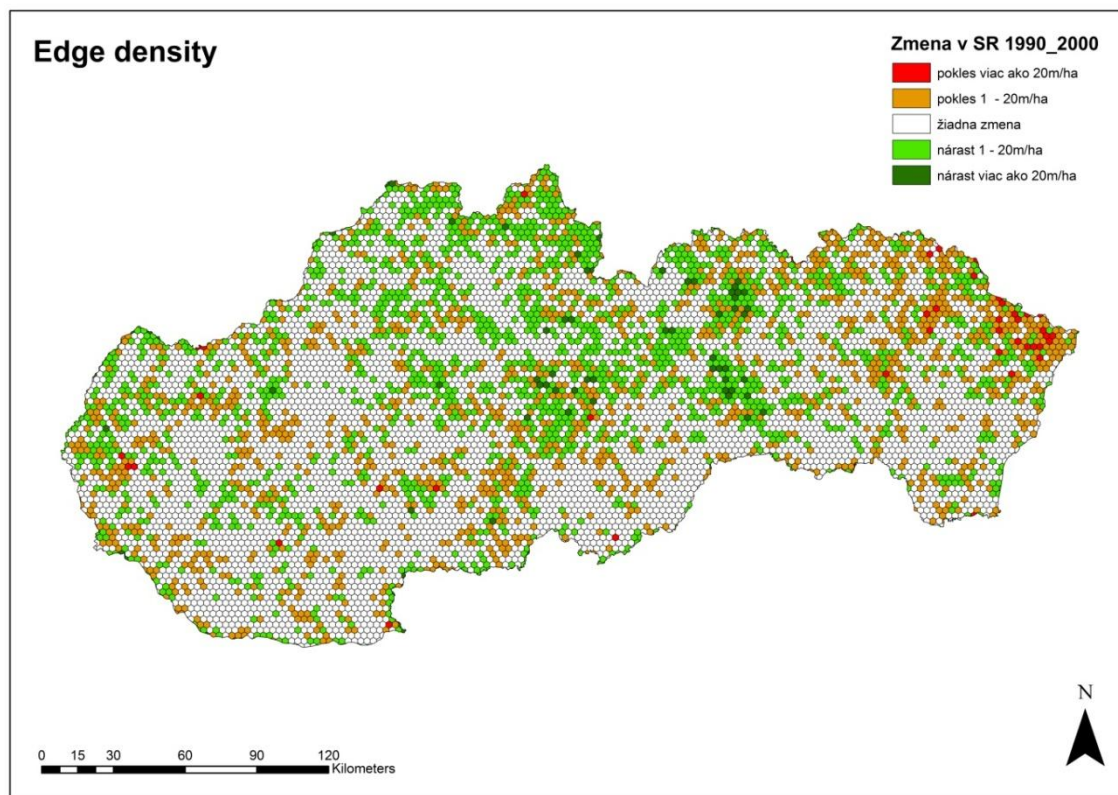 Edge density
Zmena v SR 1990_2000
pokles viac ako 20m/ha
pokles 1 - 20m/ha
žiadna zmena
nárast 1 - 20m/ha
nárast viac ako 20m/ha
N
0 15 30 60 90 120
Kilometers